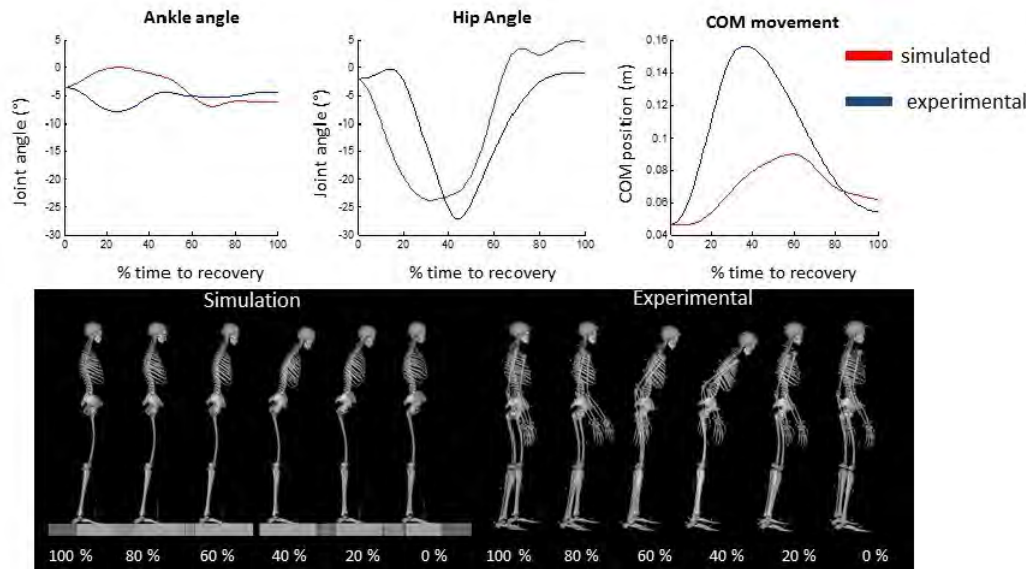 Ankle angle
Joint angle (°)
5
0
-5
-10
-15
-20
-25
-30
0 20 40 60 80 100
% time to recovery
Hip Angle
Joint angle (°)
5
0
-5
-10
-15
-20
-25
-30
0 20 40 60 80 100
% time to recovery
COM movement
COM position (m)
0.16
0.14
0.12
0.10
0.08
0.06
0.04
0 20 40 60 80 100
% time to recovery
simulated
experimental
Simulation
100 % 80 % 60 % 40 % 20 % 0 %
Experimental
100 % 80 % 60 % 40 % 20 % 0 %